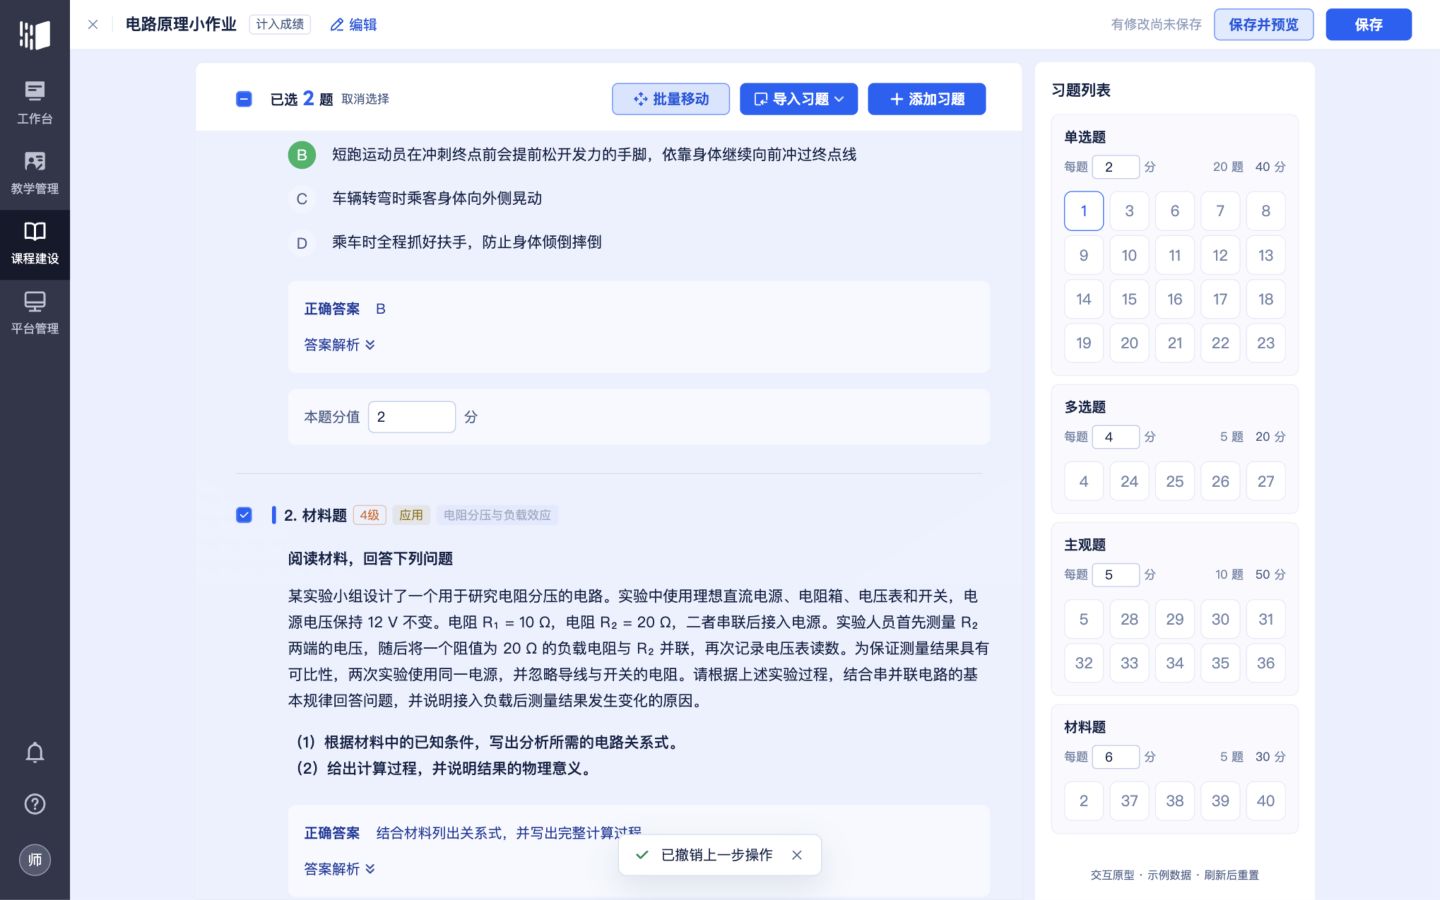 电路原理小作业
计入成绩
编辑
有修改尚未保存
保存并预览
保存
工作台
教学管理
课程建设
平台管理
师
已选 2 题 取消选择
批量移动
导入习题
添加习题
B 短跑运动员在冲刺终点前会提前松开发力的手脚，依靠身体继续向前冲过终点线
C 车辆转弯时乘客身体向外侧晃动
D 乘车时全程抓好扶手，防止身体倾倒摔倒
正确答案 B
答案解析
本题分值 2 分
2. 材料题 4级 应用 电阻分压与负载效应
阅读材料，回答下列问题
某实验小组设计了一个用于研究电阻分压的电路。实验中使用理想直流电源、电阻箱、电压表和开关，电
源电压保持 12 V 不变。电阻 R₁ = 10 Ω，电阻 R₂ = 20 Ω，二者串联后接入电源。实验人员首先测量 R₂
两端的电压，随后将一个阻值为 20 Ω 的负载电阻与 R₂ 并联，再次记录电压表读数。为保证测量结果具有
可比性，两次实验使用同一电源，并忽略导线与开关的电阻。请根据上述实验过程，结合串并联电路的基
本规律回答问题，并说明接入负载后测量结果发生变化的原因。
（1）根据材料中的已知条件，写出分析所需的电路关系式。
（2）给出计算过程，并说明结果的物理意义。
正确答案 结合材料列出关系式，并写出完整计算过程
答案解析
已撤销上一步操作
习题列表
单选题
每题 2 分 20 题 40 分
1 3 6 7 8
9 10 11 12 13
14 15 16 17 18
19 20 21 22 23
多选题
每题 4 分 5 题 20 分
4 24 25 26 27
主观题
每题 5 分 10 题 50 分
5 28 29 30 31
32 33 34 35 36
材料题
每题 6 分 5 题 30 分
2 37 38 39 40
交互原型 · 示例数据 · 刷新后重置